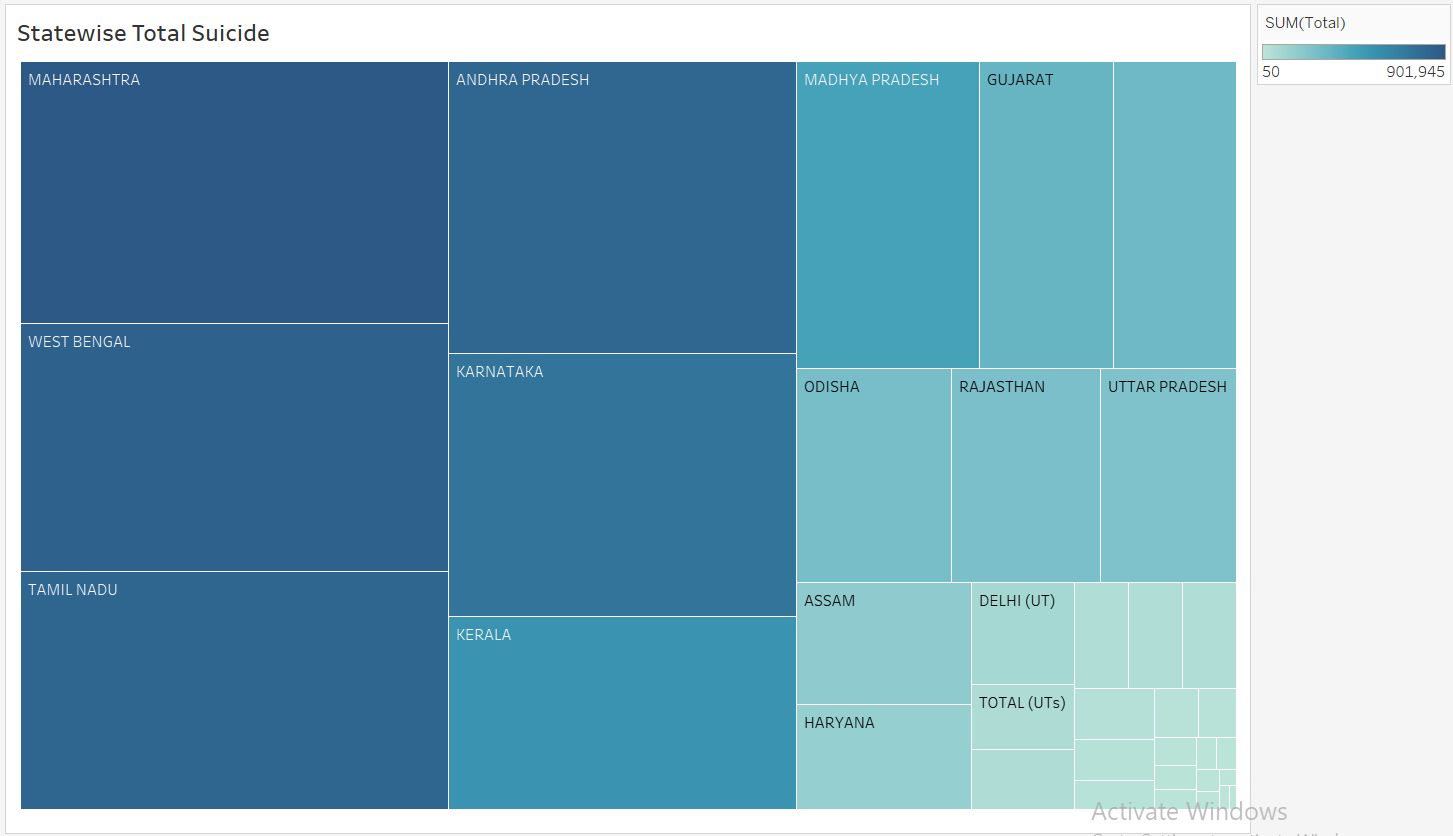 Statewise Total Suicide
SUM(Total)
50 901,945
MAHARASHTRA
ANDHRA PRADESH
MADHYA PRADESH
GUJARAT
WEST BENGAL
KARNATAKA
ODISHA
RAJASTHAN
UTTAR PRADESH
TAMIL NADU
KERALA
ASSAM
DELHI (UT)
TOTAL (UTs)
HARYANA
Activate Windows